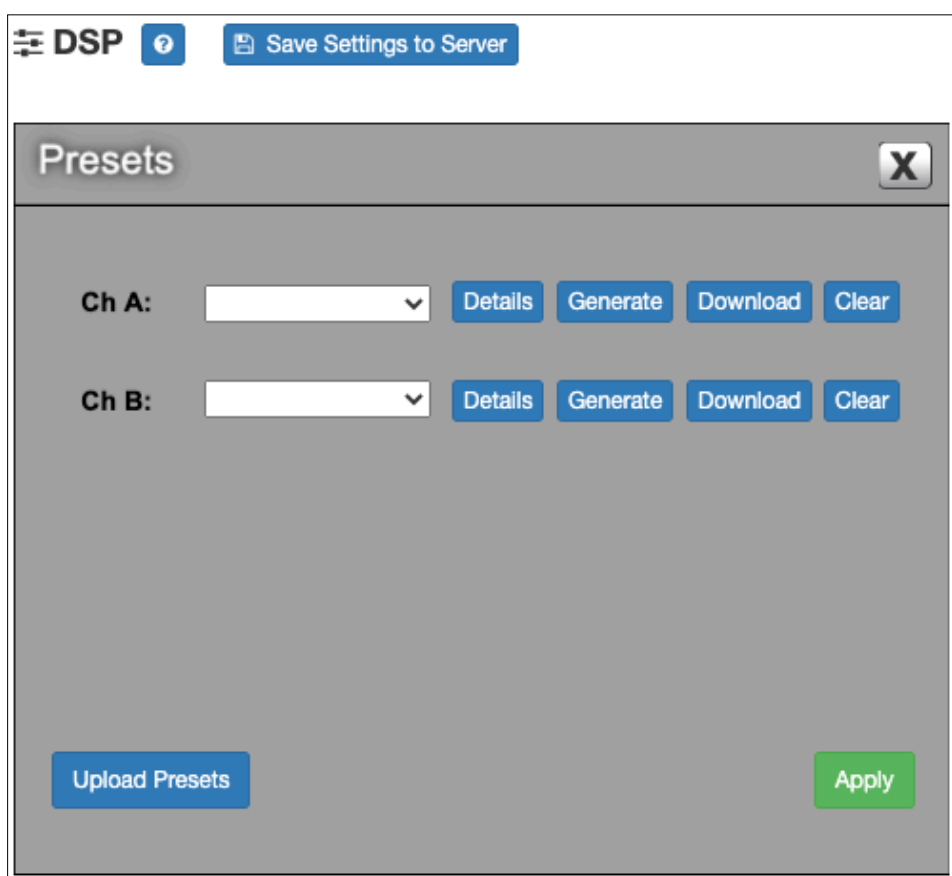 DSP ? Save Settings to Server
Presets X
Ch A: Details Generate Download Clear
Ch B: Details Generate Download Clear
Upload Presets Apply